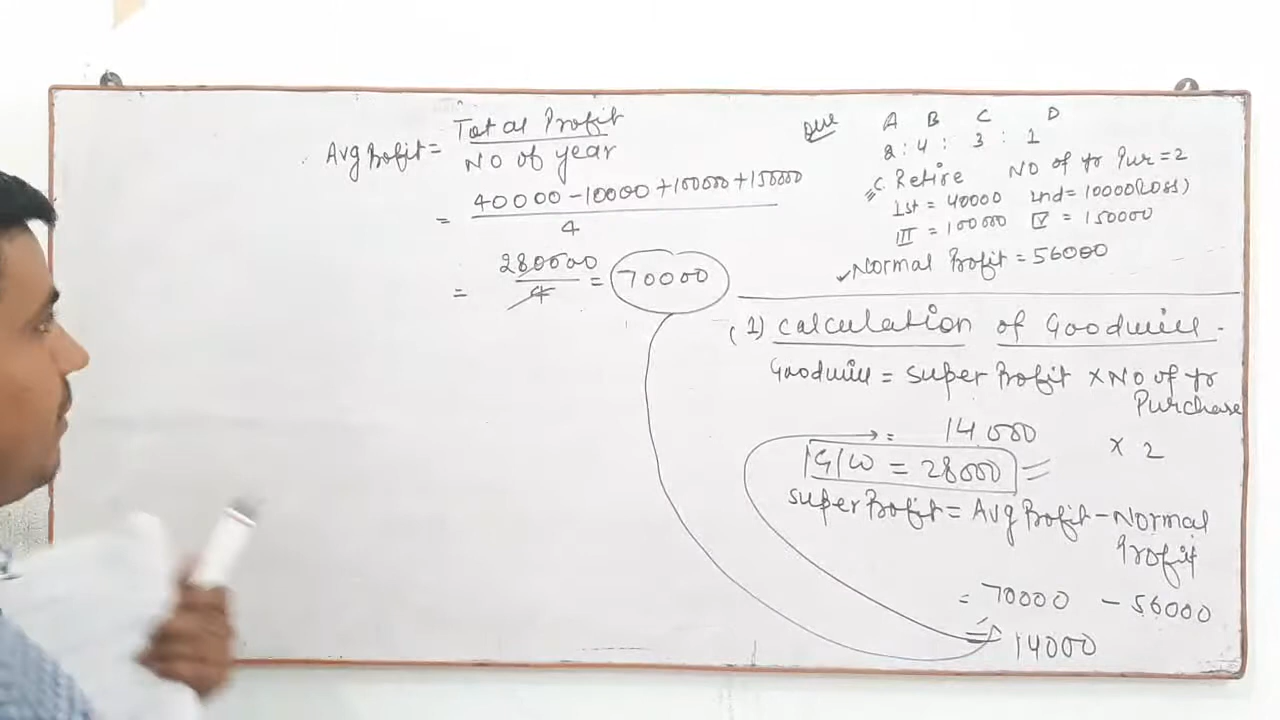 Total Profit
Avg Profit = No of year
= 40000 - 10000 + 100000 + 150000
4
= 280000 = 70000
4
Que A B C D
2 : 4 : 3 : 1
C. Retire No of yr Pur = 2
1st = 40000 2nd = 10000 (Loss)
III = 100000 IV = 150000
Normal Profit = 56000
(1) Calculation of Goodwill.
Goodwill = Super Profit × No of yr
Purchase
= 14000 × 2
G/W = 28000
Super Profit = Avg Profit - Normal
Profit
= 70000 - 56000
= 14000